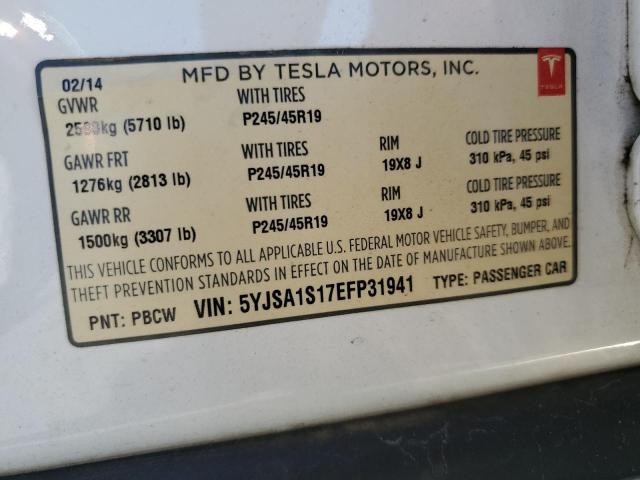 MFD BY TESLA MOTORS, INC.
TESLA
02/14
GVWR WITH TIRES
(5710 lb) P245/45R19
GAWR FRT WITH TIRES RIM COLD TIRE PRESSURE
1276kg (2813 lb) P245/45R19 19X8 J 310 kPa, 45 psi
GAWR RR WITH TIRES RIM COLD TIRE PRESSURE
1500kg (3307 lb) P245/45R19 19X8 J 310 kPa, 45 psi
THIS VEHICLE CONFORMS TO ALL APPLICABLE U.S. FEDERAL MOTOR VEHICLE SAFETY, BUMPER, AND
THEFT PREVENTION STANDARDS IN EFFECT ON THE DATE OF MANUFACTURE SHOWN ABOVE.
PNT: PBCW VIN: 5YJSA1S17EFP31941 TYPE: PASSENGER CAR